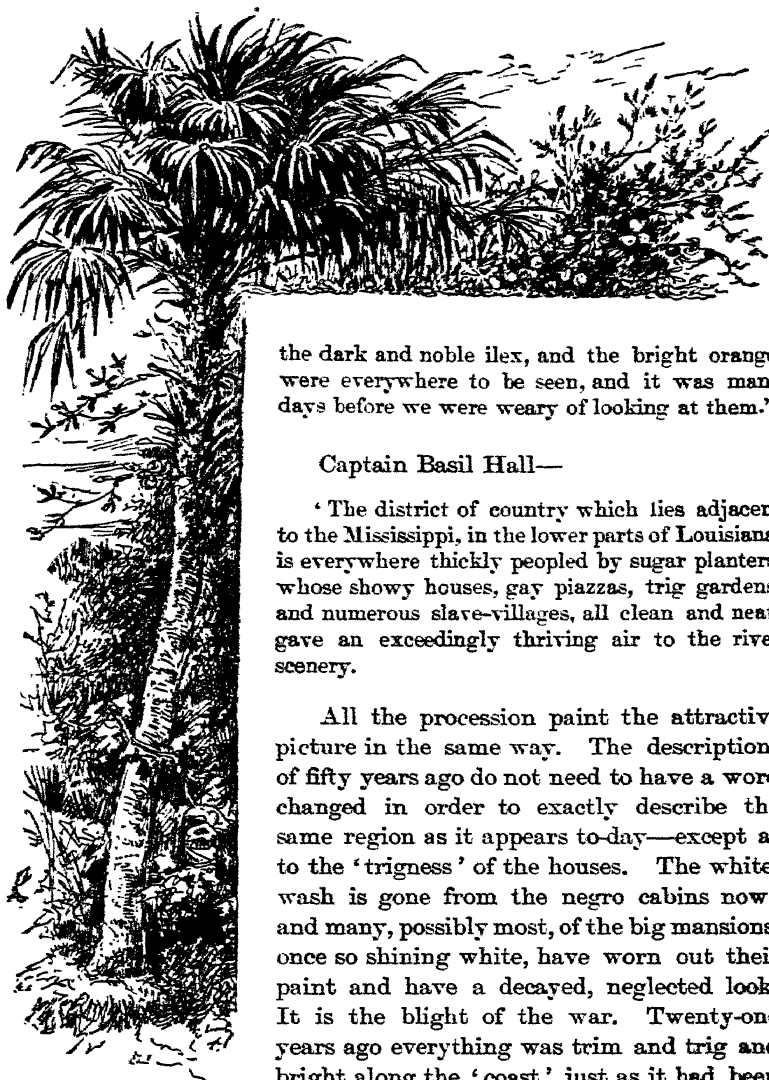 the dark and noble ilex, and the bright orang
were everywhere to be seen, and it was man
days before we were weary of looking at them.'
Captain Basil Hall—
‘ The district of country which lies adjacen
to the Mississippi, in the lower parts of Louisiana
is everywhere thickly peopled by sugar planters
whose showy houses, gay piazzas, trig gardens
and numerous slave-villages, all clean and nea
gave an exceedingly thriving air to the rive
scenery.
All the procession paint the attractiv
picture in the same way. The description
of fifty years ago do not need to have a wor
changed in order to exactly describe th
same region as it appears to-day—except a
to the ‘trigness’ of the houses. The white
wash is gone from the negro cabins now
and many, possibly most, of the big mansions
once so shining white, have worn out thei
paint and have a decayed, neglected look
It is the blight of the war. Twenty-on
years ago everything was trim and trig and
bright along the ‘coast,’ just as it had been